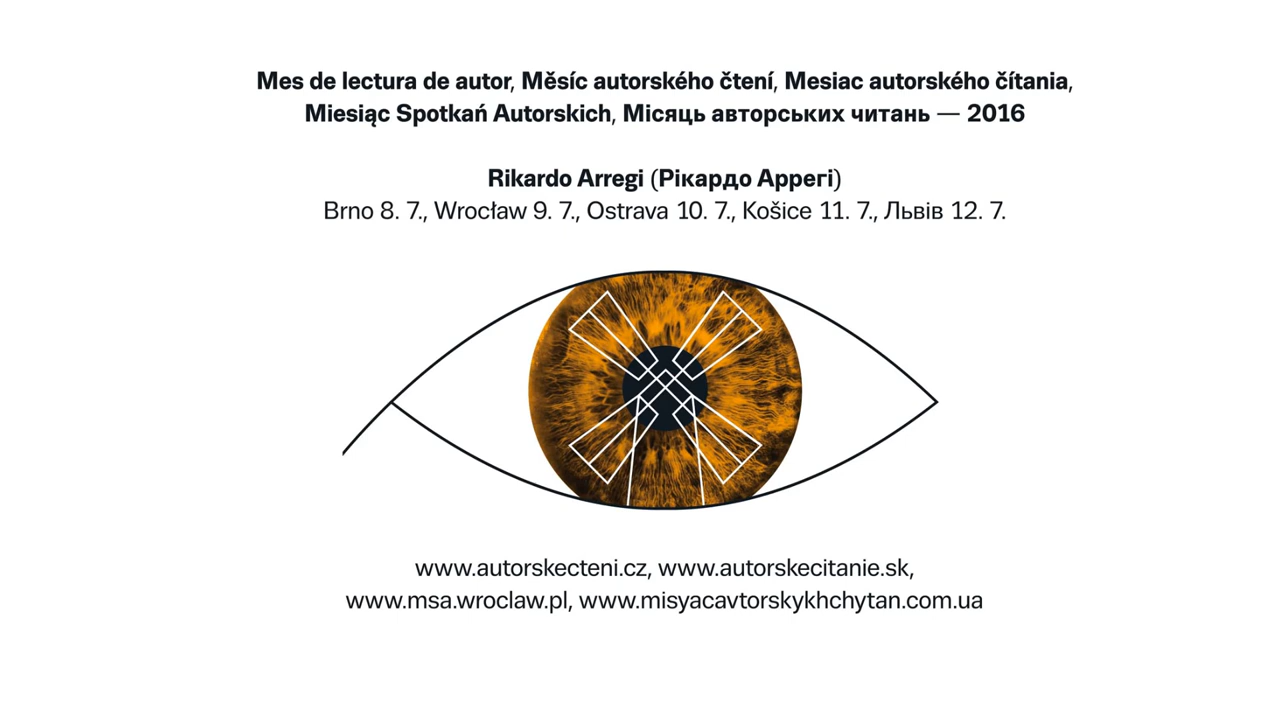 Mes de lectura de autor, Měsíc autorského čtení, Mesiac autorského čítania,
Miesiąc Spotkań Autorskich, Місяць авторських читань — 2016
Rikardo Arregi (Рікардо Аррегі)
Brno 8. 7., Wrocław 9. 7., Ostrava 10. 7., Košice 11. 7., Львів 12. 7.
www.autorskecteni.cz, www.autorskecitanie.sk,
www.msa.wroclaw.pl, www.misyacavtorskykhchytan.com.ua